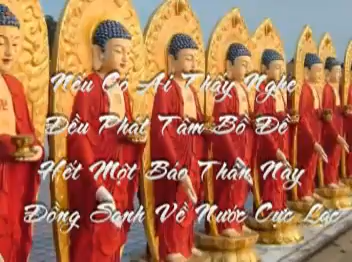 Nếu Có Ai Thấy Nghe
Đều Phát Tâm Bồ Đề
Hết Một Báo Thân Này
Đồng Sanh Về Nước Cực Lạc